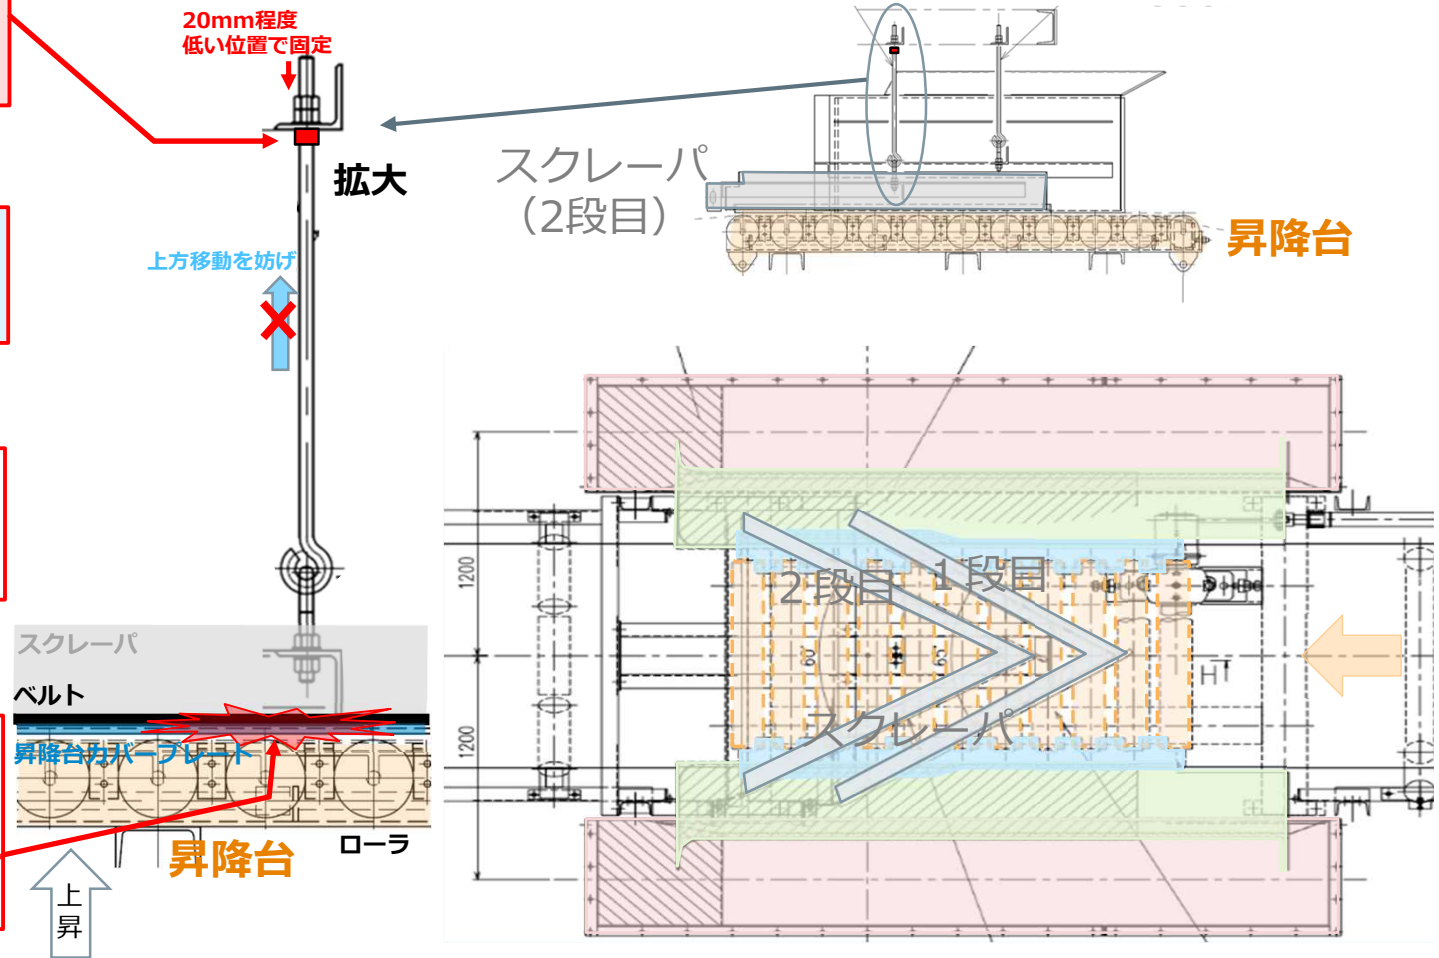 20mm程度
低い位置で固定
拡大
上方移動を妨げ
スクレーパ
ベルト
昇降台カバープレート
昇降台
ローラ
上
昇
スクレーパ
（2段目）
昇降台
1200
1200
２段目
１段目
60
65
スクレーパ
H